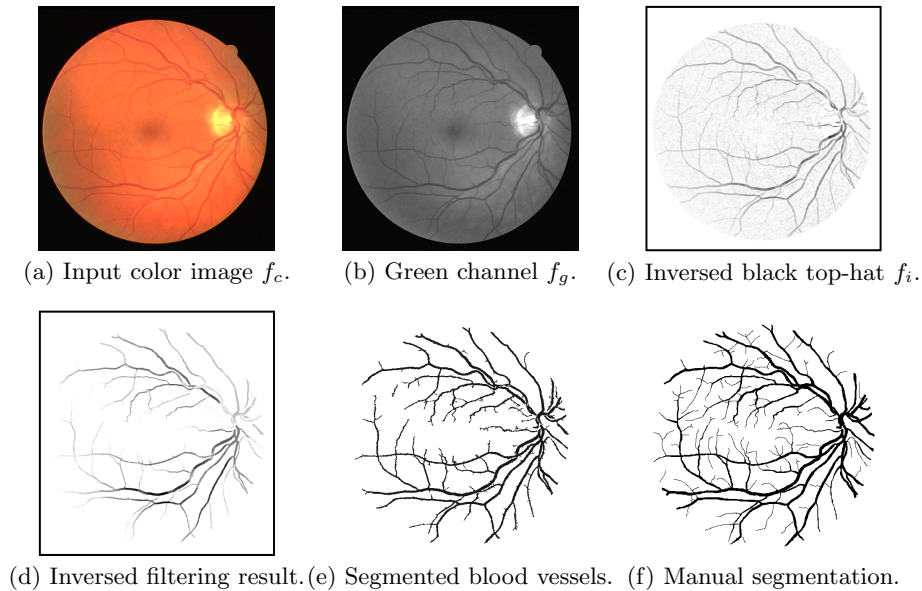 (a) Input color image f_c.
(b) Green channel f_g.
(c) Inversed black top-hat f_i.
(d) Inversed filtering result.
(e) Segmented blood vessels.
(f) Manual segmentation.